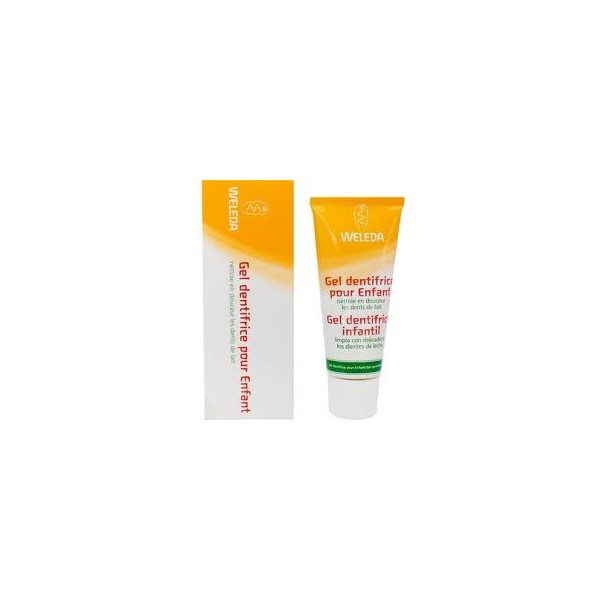 WELEDA
Gel dentifrice pour Enfant
nettoie en douceur les dents de lait
WELEDA
Gel dentifrice
pour Enfant
nettoie en douceur
les dents de lait
Gel dentífrico
infantil
limpia con delicadeza
los dientes de leche